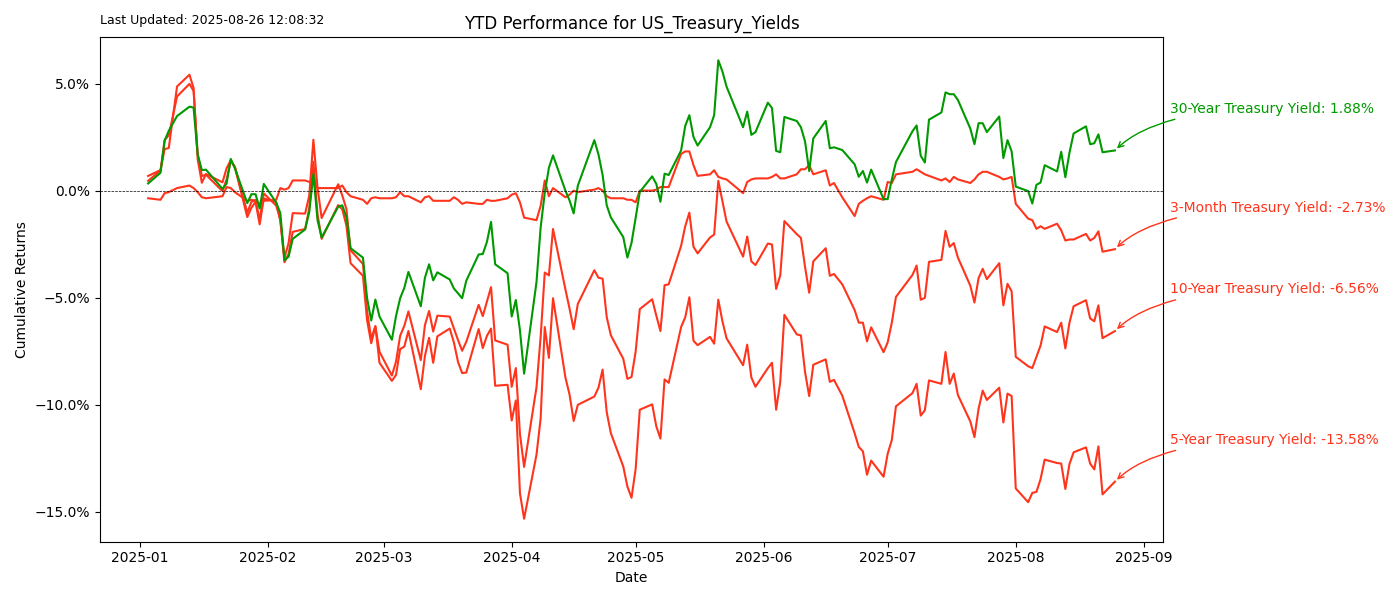 Last Updated: 2025-08-26 12:08:32
YTD Performance for US_Treasury_Yields
5.0%
0.0%
−5.0%
−10.0%
−15.0%
Cumulative Returns
30-Year Treasury Yield: 1.88%
3-Month Treasury Yield: -2.73%
10-Year Treasury Yield: -6.56%
5-Year Treasury Yield: -13.58%
2025-01
2025-02
2025-03
2025-04
2025-05
2025-06
2025-07
2025-08
2025-09
Date